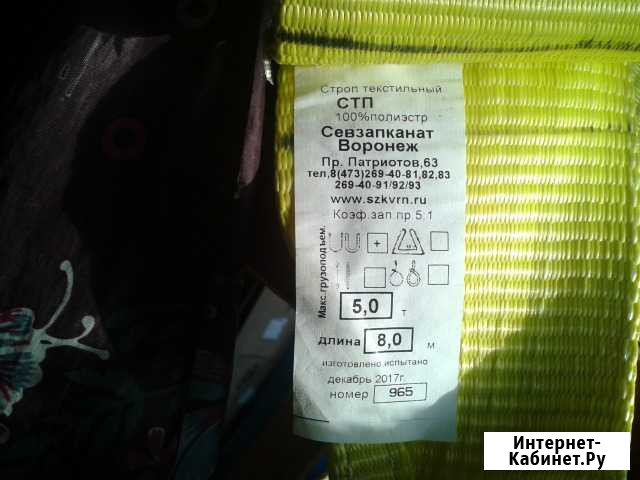 Строп текстильный
СТП
100%полиэстр
Севзапканат
Воронеж
Пр. Патриотов,63
тел,8(473)269-40-81,82,83
269-40-91/92/93
www.szkvrn.ru
Коэф.зап.пр 5:1
+
Макс.грузоподъем.
5,0 т
длина 8,0 м
изготовлено испытано
декабрь 2017г.
номер 965
Интернет-
Кабинет.Ру